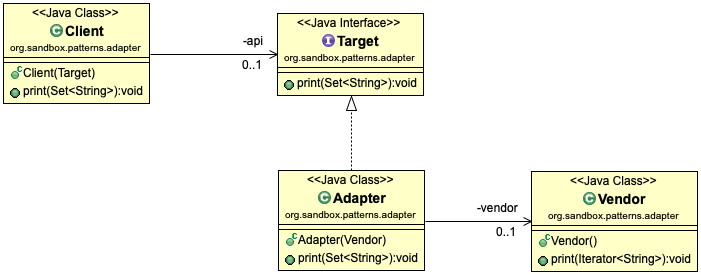 <<Java Class>>
Client
org.sandbox.patterns.adapter
Client(Target)
print(Set<String>):void
-api
0..1
<<Java Interface>>
Target
org.sandbox.patterns.adapter
print(Set<String>):void
<<Java Class>>
Adapter
org.sandbox.patterns.adapter
Adapter(Vendor)
print(Set<String>):void
-vendor
0..1
<<Java Class>>
Vendor
org.sandbox.patterns.adapter
Vendor()
print(Iterator<String>):void